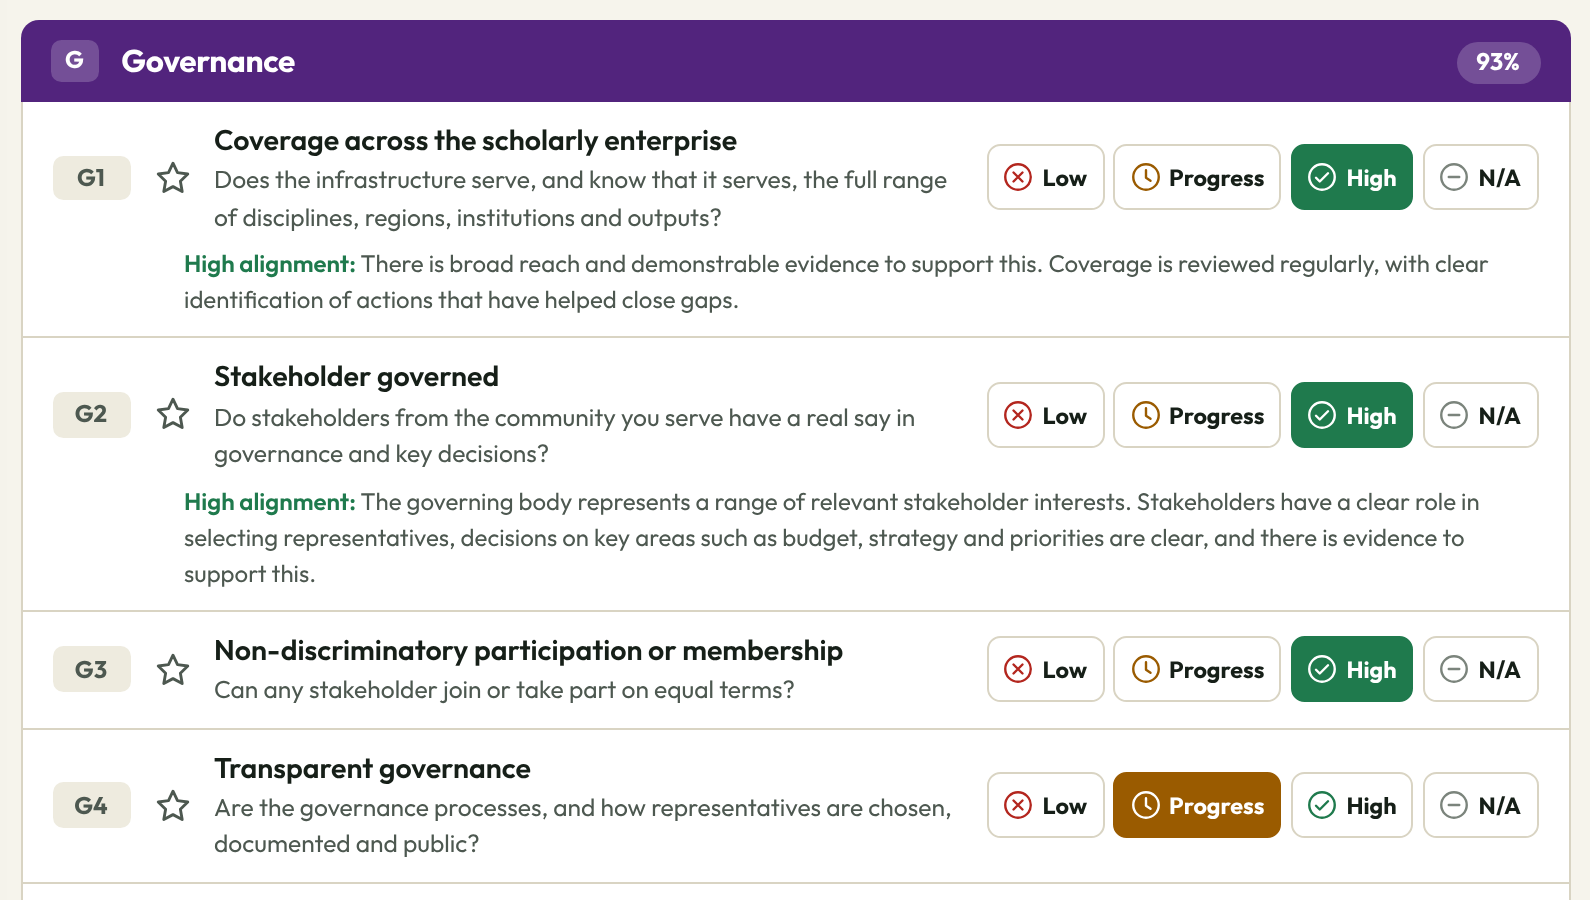 G Governance 93%
G1
Coverage across the scholarly enterprise
Does the infrastructure serve, and know that it serves, the full range
of disciplines, regions, institutions and outputs?
Low Progress High N/A
High alignment: There is broad reach and demonstrable evidence to support this. Coverage is reviewed regularly, with clear
identification of actions that have helped close gaps.
G2
Stakeholder governed
Do stakeholders from the community you serve have a real say in
governance and key decisions?
Low Progress High N/A
High alignment: The governing body represents a range of relevant stakeholder interests. Stakeholders have a clear role in
selecting representatives, decisions on key areas such as budget, strategy and priorities are clear, and there is evidence to
support this.
G3
Non-discriminatory participation or membership
Can any stakeholder join or take part on equal terms?
Low Progress High N/A
G4
Transparent governance
Are the governance processes, and how representatives are chosen,
documented and public?
Low Progress High N/A